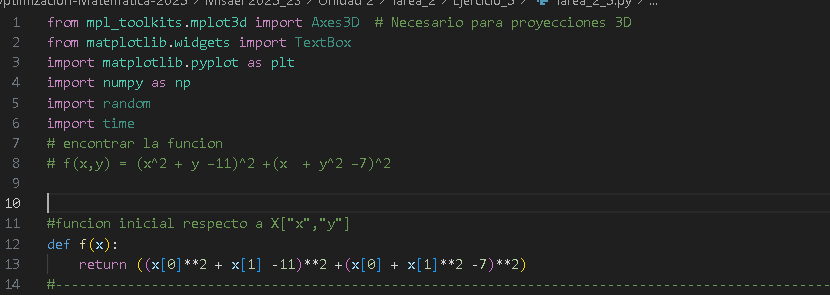 Optimizacion-Matematica-2023 > Misael 2023_23 > Unidad 2 > Tarea_2 > Ejercicio_3 > Tarea_2_3.py > ...
1 from mpl_toolkits.mplot3d import Axes3D # Necesario para proyecciones 3D
2 from matplotlib.widgets import TextBox
3 import matplotlib.pyplot as plt
4 import numpy as np
5 import random
6 import time
7 # encontrar la funcion
8 # f(x,y) = (x^2 + y -11)^2 +(x + y^2 -7)^2
9
10
11 #funcion inicial respecto a X["x","y"]
12 def f(x):
13 return ((x[0]**2 + x[1] -11)**2 +(x[0] + x[1]**2 -7)**2)
14 #------------------------------------------------------------------------------------------------